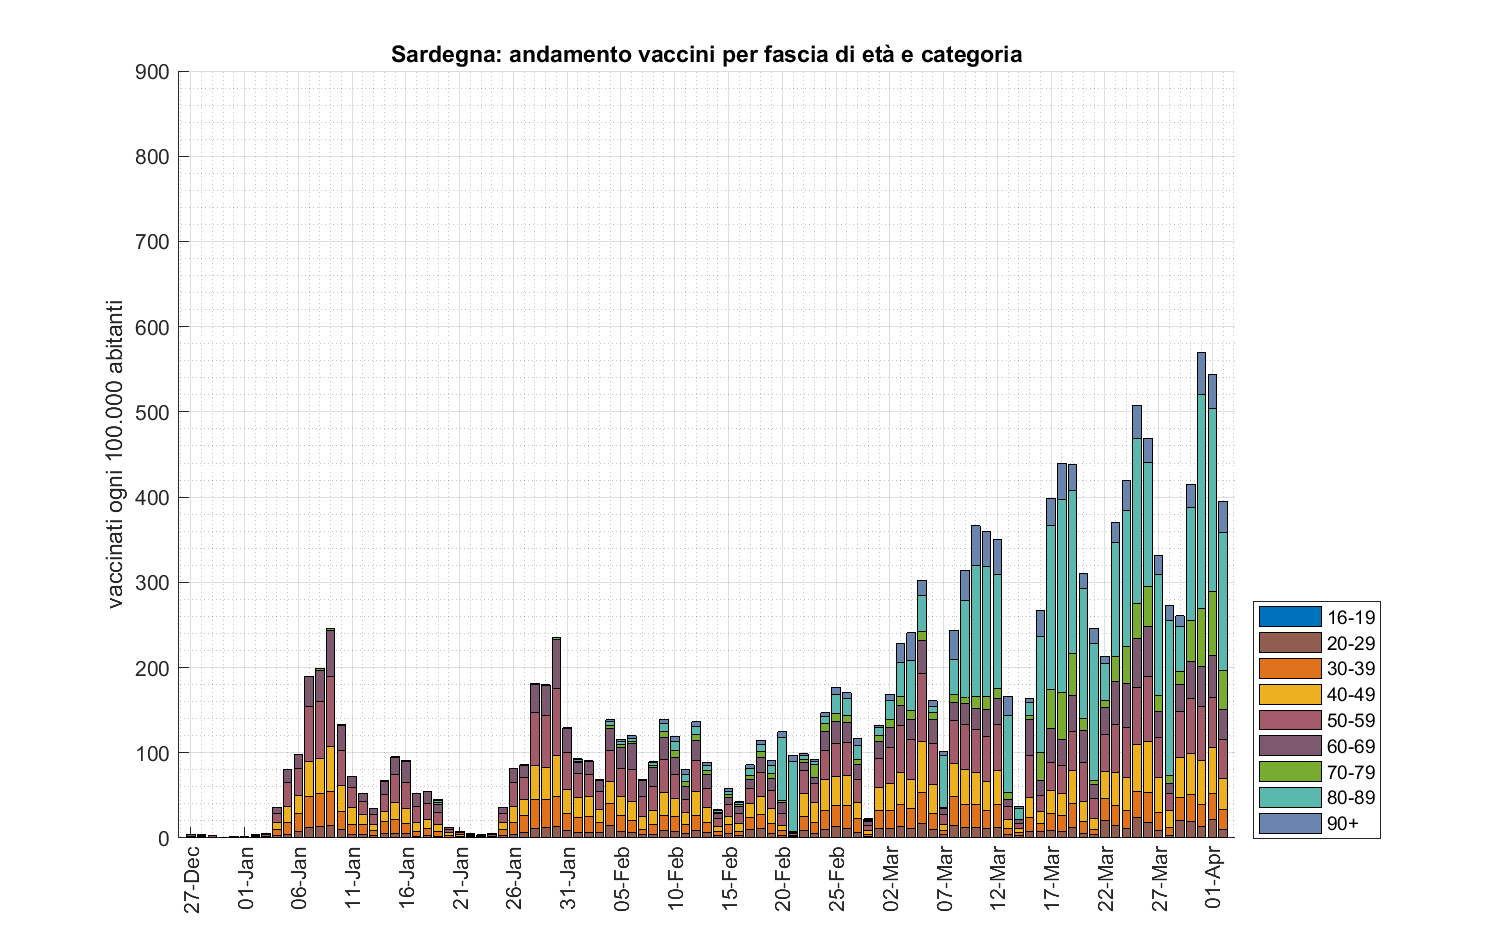 Sardegna: andamento vaccini per fascia di età e categoria
900
800
700
600
500
400
300
200
100
0
vaccinati ogni 100.000 abitanti
27-Dec
01-Jan
06-Jan
11-Jan
16-Jan
21-Jan
26-Jan
31-Jan
05-Feb
10-Feb
15-Feb
20-Feb
25-Feb
02-Mar
07-Mar
12-Mar
17-Mar
22-Mar
27-Mar
01-Apr
16-19
20-29
30-39
40-49
50-59
60-69
70-79
80-89
90+